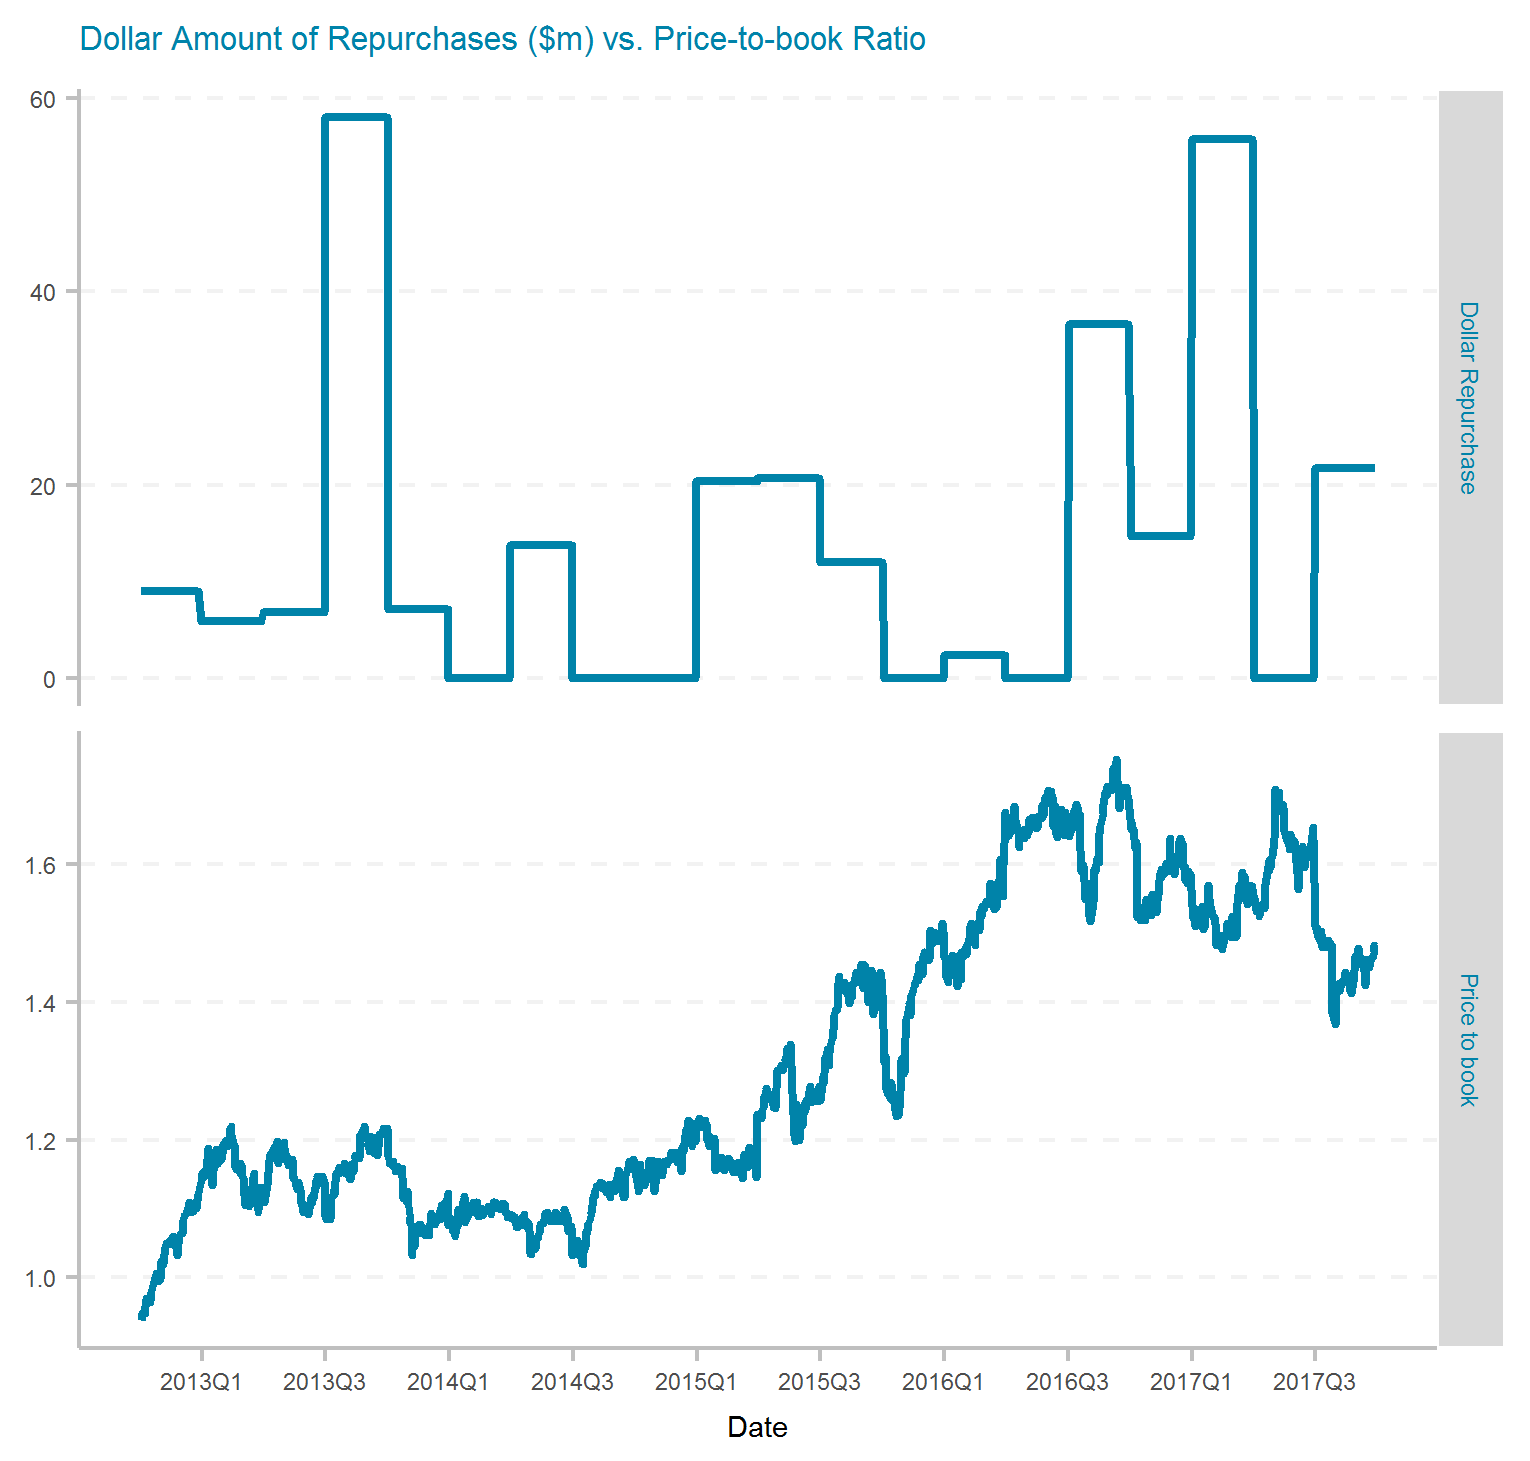 Dollar Amount of Repurchases ($m) vs. Price-to-book Ratio
60
40
20
0
Dollar Repurchase
1.6
1.4
1.2
1.0
Price to book
2013Q1 2013Q3 2014Q1 2014Q3 2015Q1 2015Q3 2016Q1 2016Q3 2017Q1 2017Q3
Date